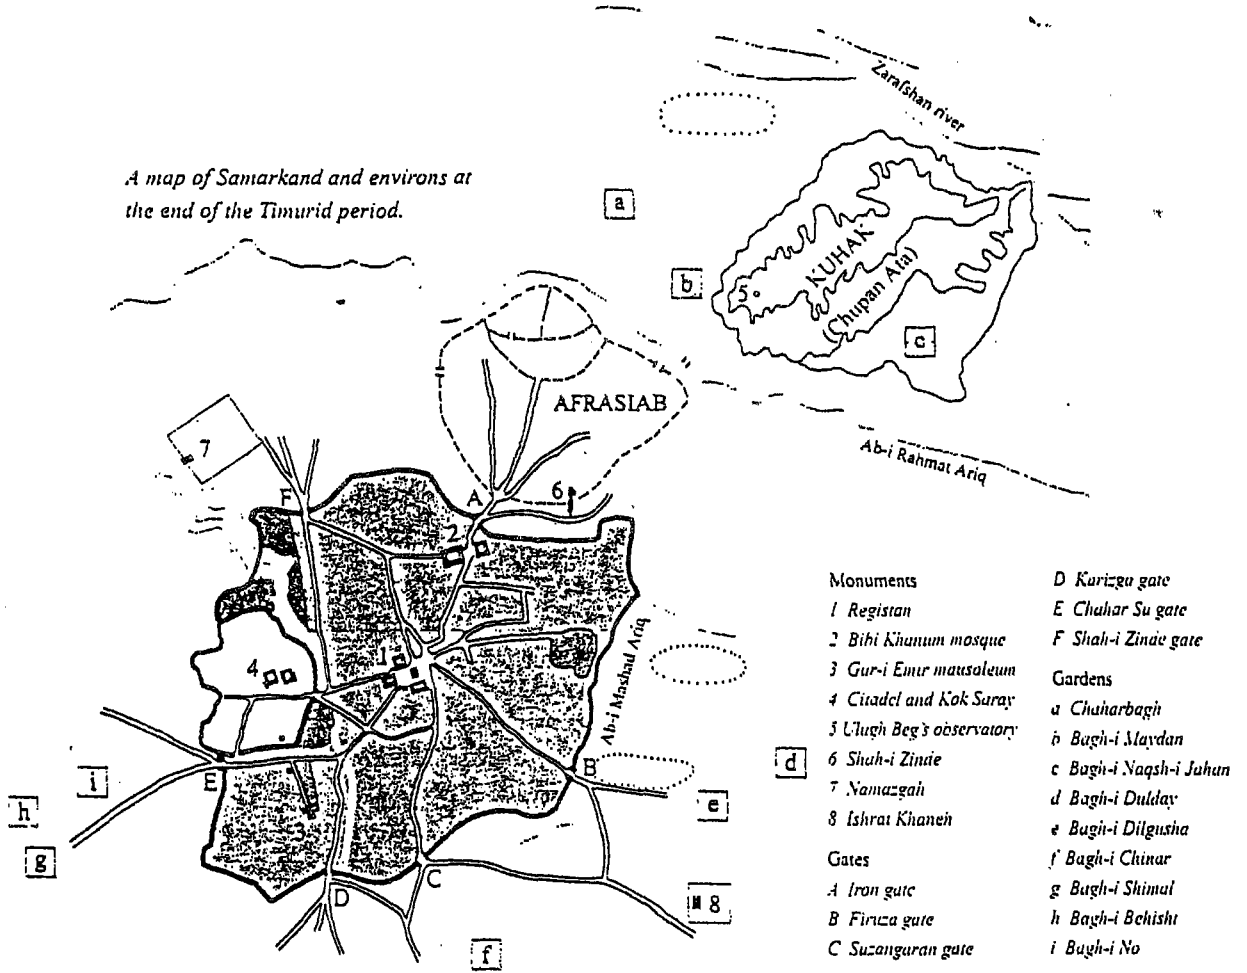 Zarafshan river
A map of Samarkand and environs at
the end of the Timurid period.
a
b
KUHAK
5
(Chupan Ata)
c
AFRASIAB
7
Ab-i Rahmat Ariq
F
A
6
2
Monuments
1 Registan
2 Bibi Khanum mosque
3 Gur-i Emir mausoleum
4 Citadel and Kok Saray
5 Ulugh Beg's observatory
6 Shah-i Zinde
7 Namazgah
8 Ishrat Khaneh
Gates
A Iron gate
B Firuza gate
C Suzangaran gate
D Karizga gate
E Chahar Su gate
F Shah-i Zinde gate
Gardens
a Chaharbagh
b Bagh-i Maydan
c Bagh-i Naqsh-i Jahan
d Bagh-i Dulday
e Bagh-i Dilgusha
f Bagh-i Chinar
g Bagh-i Shimal
h Bagh-i Behisht
i Bagh-i No
Ab-i Mashad Ariq
1
4
d
B
E
i
e
h
3
g
C
D
8
f